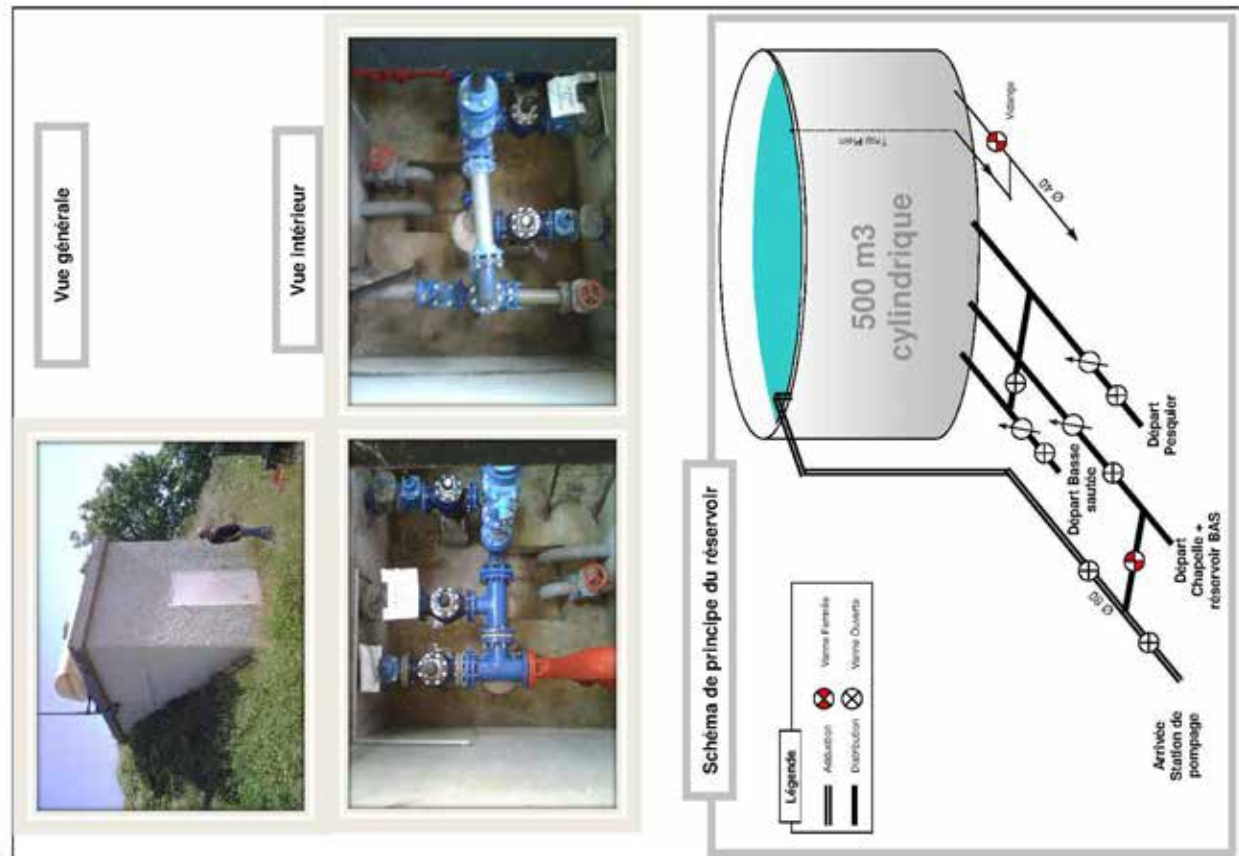 Vue générale
Vue intérieur
Schéma de principe du réservoir
Légende
Adduction
Vanne Fermée
Distribution
Vanne Ouverte
500 m3
cylindrique
Trop Plein
Vidange
Ø 40
Ø 80
Départ
Pesquier
Départ Basse
sautée
Départ
Chapelle +
réservoir BAS
Arrivée
Station de
pompage